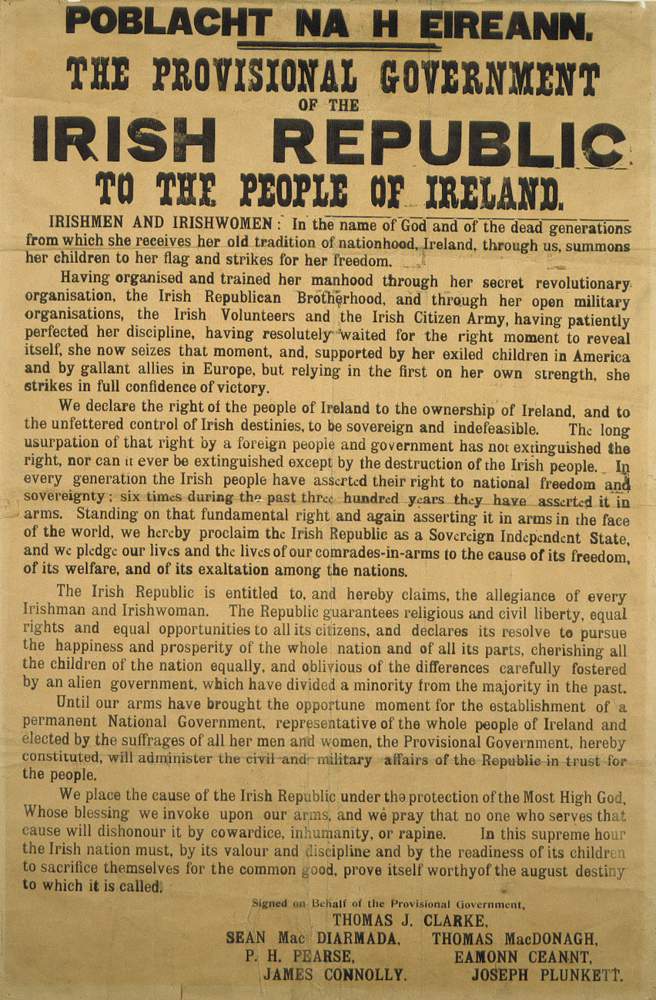 POBLACHT NA H EIREANN.
THE PROVISIONAL GOVERNMENT
OF THE
IRISH REPUBLIC
TO THE PEOPLE OF IRELAND.
IRISHMEN AND IRISHWOMEN : In the name of God and of the dead generations
from which she receives her old tradition of nationhood, Ireland, through us, summons
her children to her flag and strikes for her freedom.
Having organised and trained her manhood through her secret revolutionary
organisation, the Irish Republican Brotherhood, and through her open military
organisations, the Irish Volunteers and the Irish Citizen Army, having patiently
perfected her discipline, having resolutely waited for the right moment to reveal
itself, she now seizes that moment, and, supported by her exiled children in America
and by gallant allies in Europe, but relying in the first on her own strength, she
strikes in full confidence of victory.
We declare the right of the people of Ireland to the ownership of Ireland, and to
the unfettered control of Irish destinies, to be sovereign and indefeasible. The long
usurpation of that right by a foreign people and government has not extinguished the
right, nor can it ever be extinguished except by the destruction of the Irish people. In
every generation the Irish people have asserted their right to national freedom and
sovereignty ; six times during the past three hundred years they have asserted it in
arms. Standing on that fundamental right and again asserting it in arms in the face
of the world, we hereby proclaim the Irish Republic as a Sovereign Independent State,
and we pledge our lives and the lives of our comrades-in-arms to the cause of its freedom,
of its welfare, and of its exaltation among the nations.
The Irish Republic is entitled to, and hereby claims, the allegiance of every
Irishman and Irishwoman. The Republic guarantees religious and civil liberty, equal
rights and equal opportunities to all its citizens, and declares its resolve to pursue
the happiness and prosperity of the whole nation and of all its parts, cherishing all
the children of the nation equally, and oblivious of the differences carefully fostered
by an alien government, which have divided a minority from the majority in the past.
Until our arms have brought the opportune moment for the establishment of a
permanent National Government, representative of the whole people of Ireland and
elected by the suffrages of all her men and women, the Provisional Government, hereby
constituted, will administer the civil and military affairs of the Republic in trust for
the people.
We place the cause of the Irish Republic under the protection of the Most High God,
Whose blessing we invoke upon our arms, and we pray that no one who serves that
cause will dishonour it by cowardice, inhumanity, or rapine. In this supreme hour
the Irish nation must, by its valour and discipline and by the readiness of its children
to sacrifice themselves for the common good, prove itself worthy of the august destiny
to which it is called.
Signed on Behalf of the Provisional Government,
THOMAS J. CLARKE,
SEAN Mac DIARMADA, THOMAS MacDONAGH,
P. H. PEARSE, EAMONN CEANNT,
JAMES CONNOLLY. JOSEPH PLUNKETT.